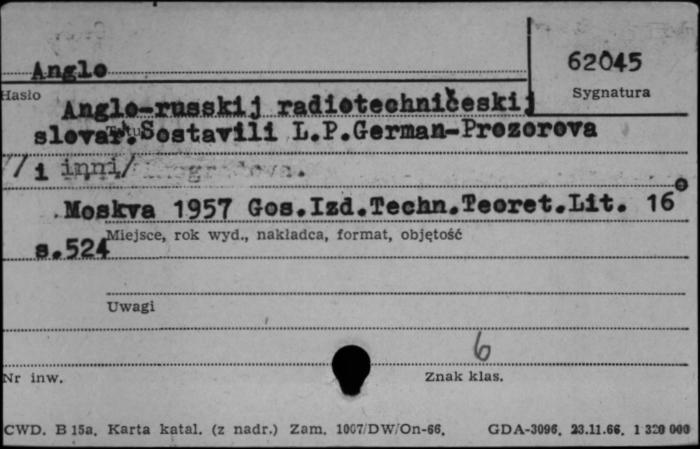 Anglo
62045
Hasło
Sygnatura
Anglo-russkij radiotechničeskij
slovar. Sostavili L.P.German-Prozorova
// i inni/
Moskva 1957 Gos.Izd.Techn.Teoret.Lit. 16°
Miejsce, rok wyd., nakładca, format, objętość
s.524
Uwagi
6
Nr inw.
Znak klas.
CWD. B 15a. Karta katal. (z nadr.) Zam. 1007/DW/On-66. GDA-3096. 23.11.66. 1 320 000